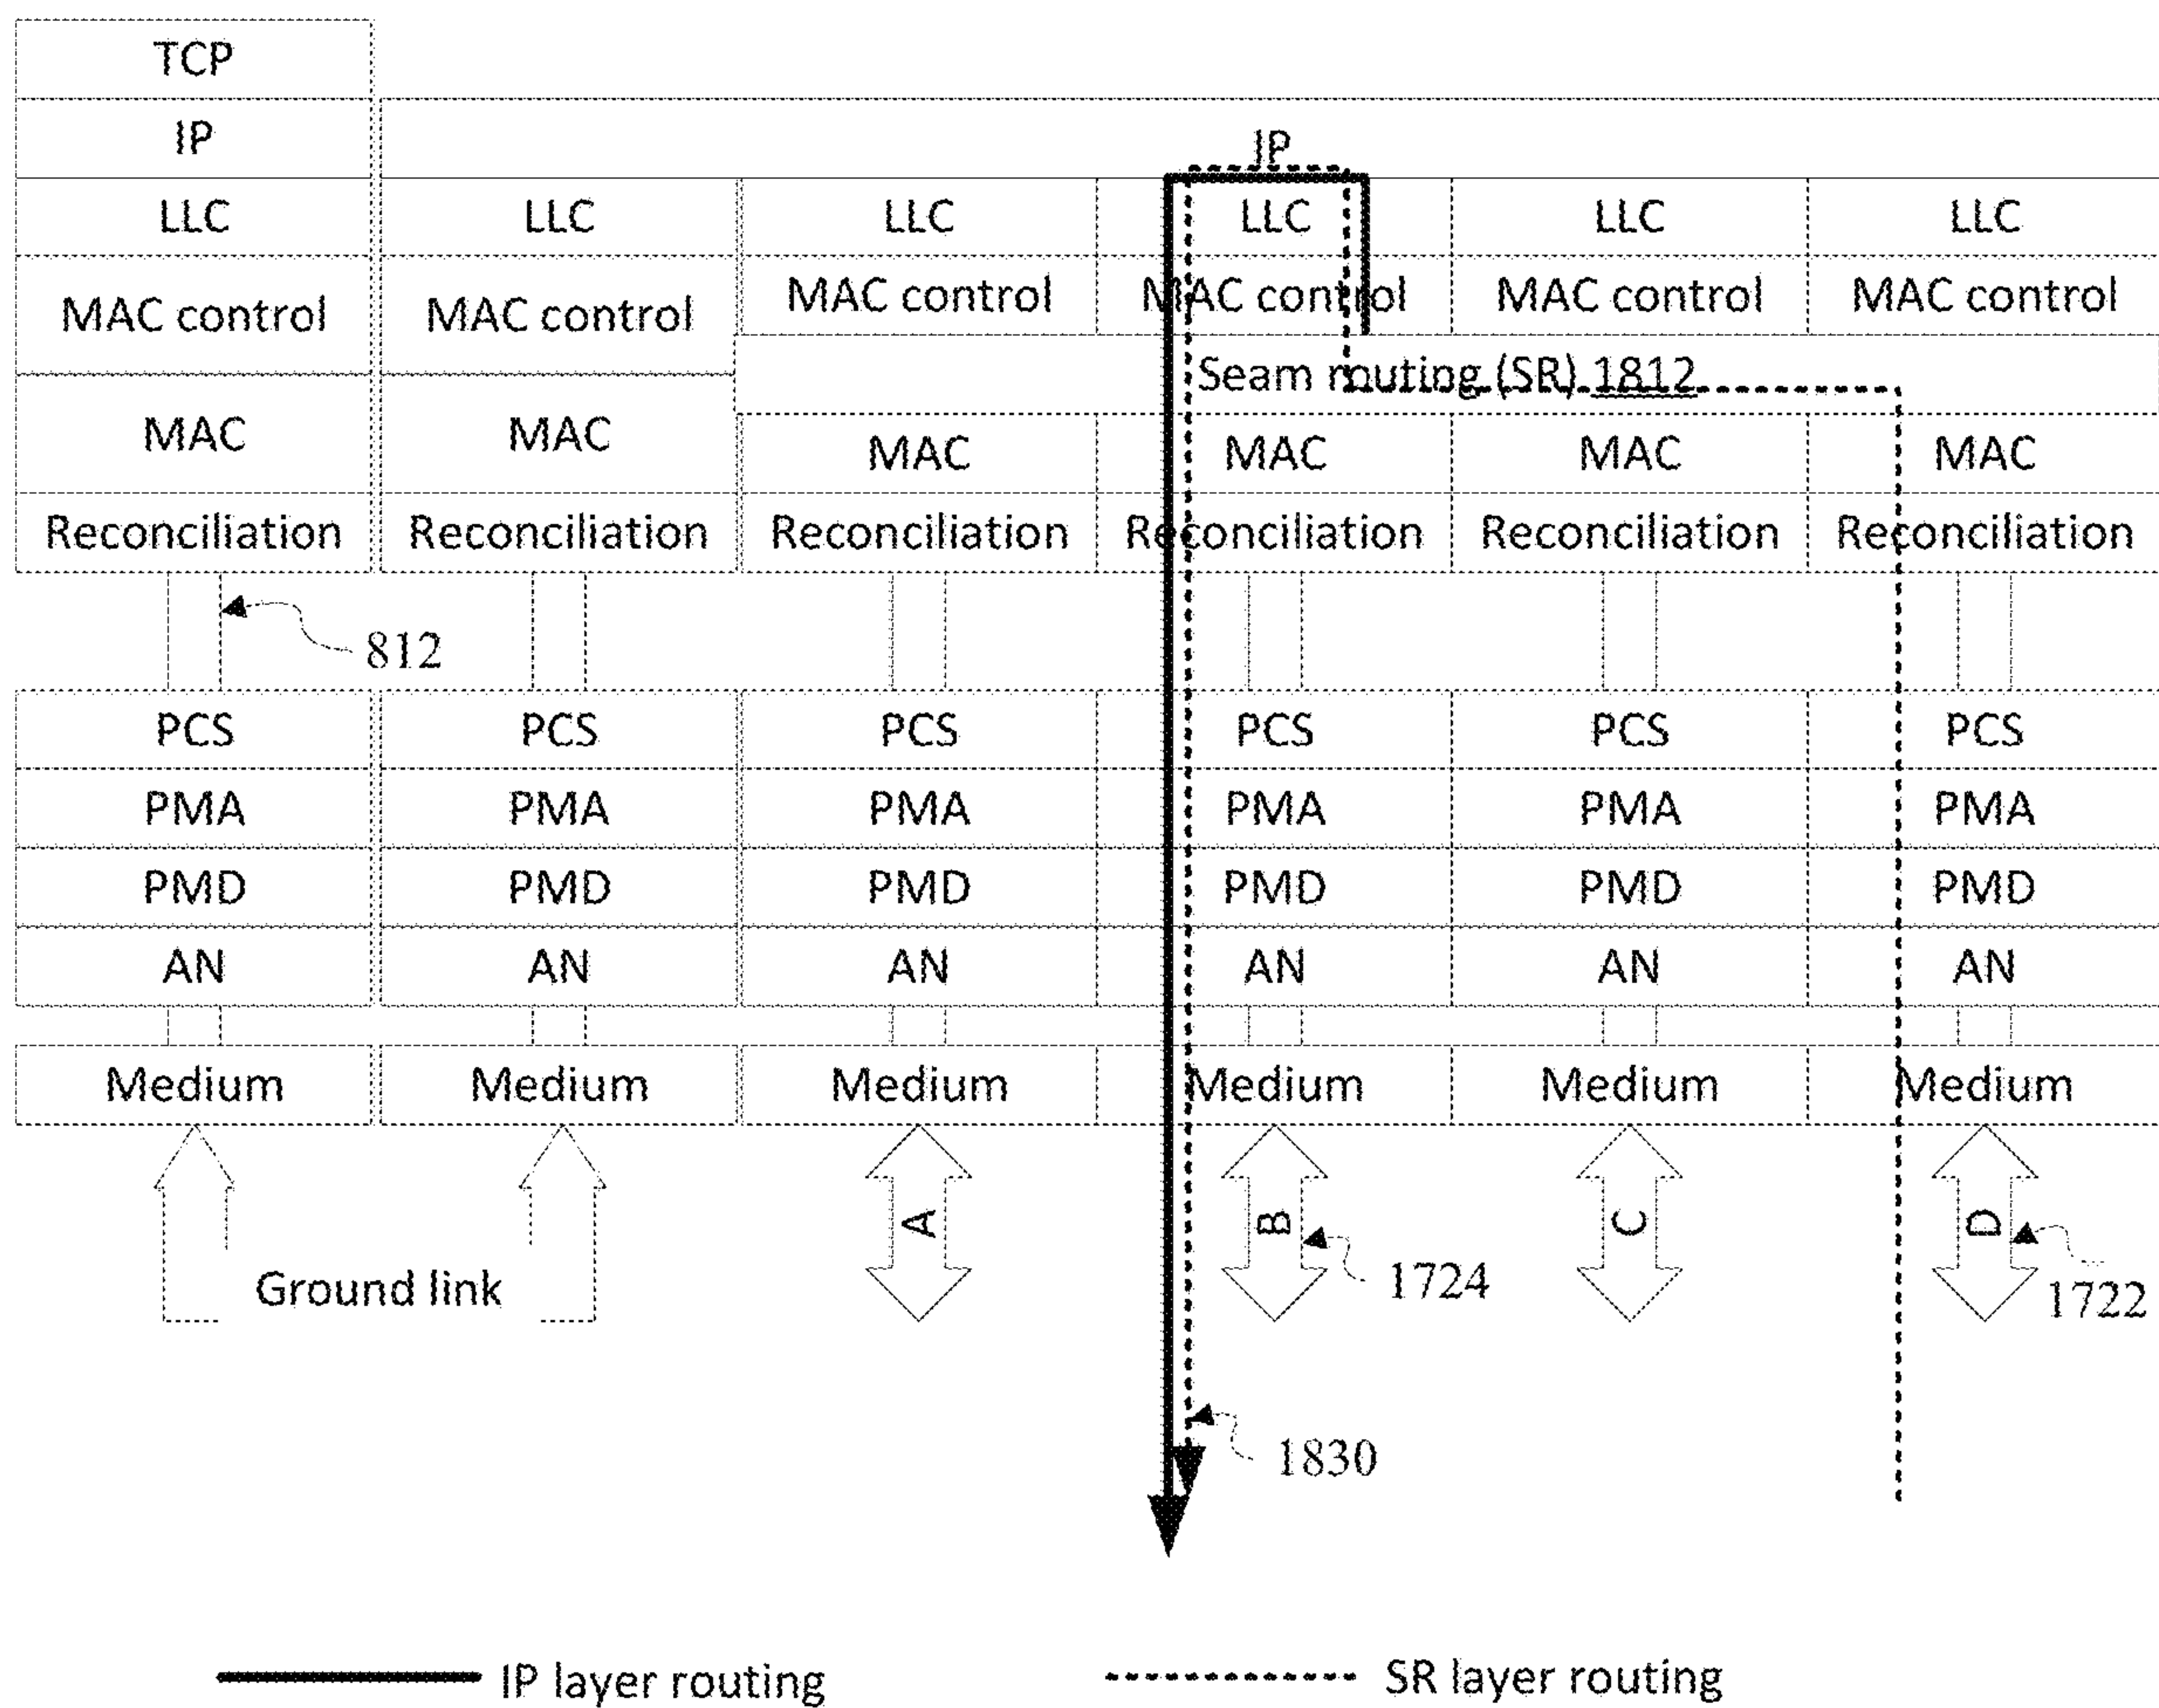 TCP
IP IP
LLC LLC LLC LLC LLC LLC
MAC control MAC control MAC control MAC control MAC control MAC control
Seam routing (SR) 1812
MAC MAC MAC MAC MAC MAC
Reconciliation Reconciliation Reconciliation Reconciliation Reconciliation Reconciliation
812
PCS PCS PCS PCS PCS PCS
PMA PMA PMA PMA PMA PMA
PMD PMD PMD PMD PMD PMD
AN AN AN AN AN AN
Medium Medium Medium Medium Medium Medium
A B C D
Ground link 1724 1722
1830
IP layer routing SR layer routing